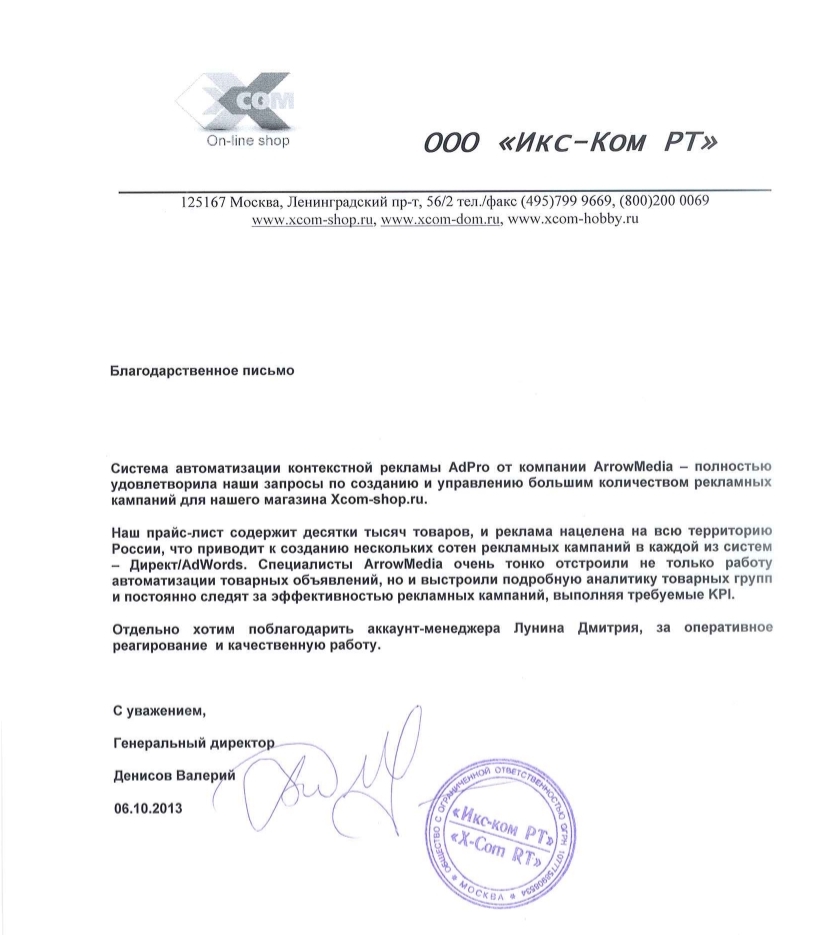 XCOM
On-line shop
ООО «Икс-Ком РТ»
125167 Москва, Ленинградский пр-т, 56/2 тел./факс (495)799 9669, (800)200 0069
www.xcom-shop.ru, www.xcom-dom.ru, www.xcom-hobby.ru
Благодарственное письмо
Система автоматизации контекстной рекламы AdPro от компании ArrowMedia – полностью
удовлетворила наши запросы по созданию и управлению большим количеством рекламных
кампаний для нашего магазина Xcom-shop.ru.
Наш прайс-лист содержит десятки тысяч товаров, и реклама нацелена на всю территорию
России, что приводит к созданию нескольких сотен рекламных кампаний в каждой из систем
– Директ/AdWords. Специалисты ArrowMedia очень тонко отстроили не только работу
автоматизации товарных объявлений, но и выстроили подробную аналитику товарных групп
и постоянно следят за эффективностью рекламных кампаний, выполняя требуемые KPI.
Отдельно хотим поблагодарить аккаунт-менеджера Лунина Дмитрия, за оперативное
реагирование и качественную работу.
С уважением,
Генеральный директор
Денисов Валерий
06.10.2013
ОБЩЕСТВО С ОГРАНИЧЕННОЙ ОТВЕТСТВЕННОСТЬЮ ОГРН
«Икс-ком РТ»
«X-Com RT»
* МОСКВА *